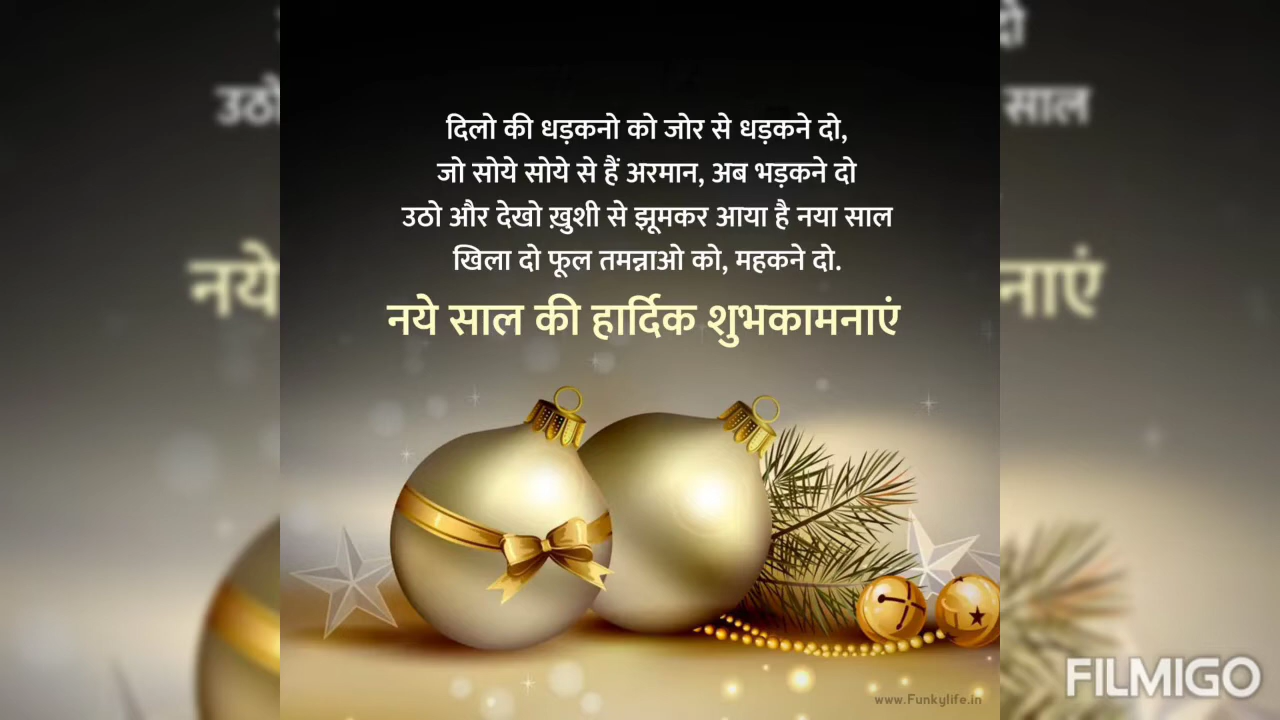 दिलो की धड़कनो को जोर से धड़कने दो,
जो सोये सोये से हैं अरमान, अब भड़कने दो
उठो और देखो ख़ुशी से झूमकर आया है नया साल
खिला दो फूल तमन्नाओ को, महकने दो.
नये साल की हार्दिक शुभकामनाएं
www.Funkylife.in
FILMIGO